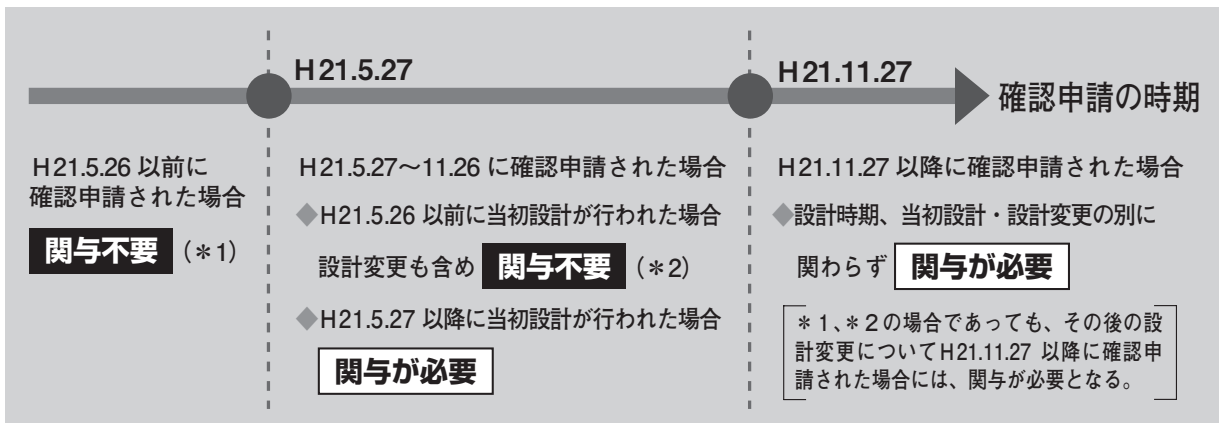 H21.5.27
H21.11.27
確認申請の時期
H21.5.26 以前に
確認申請された場合
関与不要（＊1）
H21.5.27～11.26 に確認申請された場合
◆H21.5.26 以前に当初設計が行われた場合
設計変更も含め 関与不要（＊2）
◆H21.5.27 以降に当初設計が行われた場合
関与が必要
H21.11.27 以降に確認申請された場合
◆設計時期、当初設計・設計変更の別に
関わらず 関与が必要
＊1、＊2の場合であっても、その後の設
計変更についてH21.11.27 以降に確認申
請された場合には、関与が必要となる。